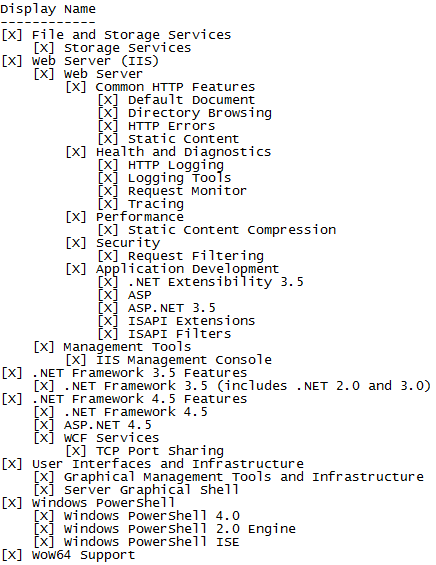 Display Name
------------
[X] File and Storage Services
    [X] Storage Services
[X] Web Server (IIS)
    [X] Web Server
        [X] Common HTTP Features
            [X] Default Document
            [X] Directory Browsing
            [X] HTTP Errors
            [X] Static Content
        [X] Health and Diagnostics
            [X] HTTP Logging
            [X] Logging Tools
            [X] Request Monitor
            [X] Tracing
        [X] Performance
            [X] Static Content Compression
        [X] Security
            [X] Request Filtering
        [X] Application Development
            [X] .NET Extensibility 3.5
            [X] ASP
            [X] ASP.NET 3.5
            [X] ISAPI Extensions
            [X] ISAPI Filters
    [X] Management Tools
        [X] IIS Management Console
[X] .NET Framework 3.5 Features
    [X] .NET Framework 3.5 (includes .NET 2.0 and 3.0)
[X] .NET Framework 4.5 Features
    [X] .NET Framework 4.5
    [X] ASP.NET 4.5
    [X] WCF Services
        [X] TCP Port Sharing
[X] User Interfaces and Infrastructure
    [X] Graphical Management Tools and Infrastructure
    [X] Server Graphical Shell
[X] Windows PowerShell
    [X] Windows PowerShell 4.0
    [X] Windows PowerShell 2.0 Engine
    [X] Windows PowerShell ISE
[X] WoW64 Support